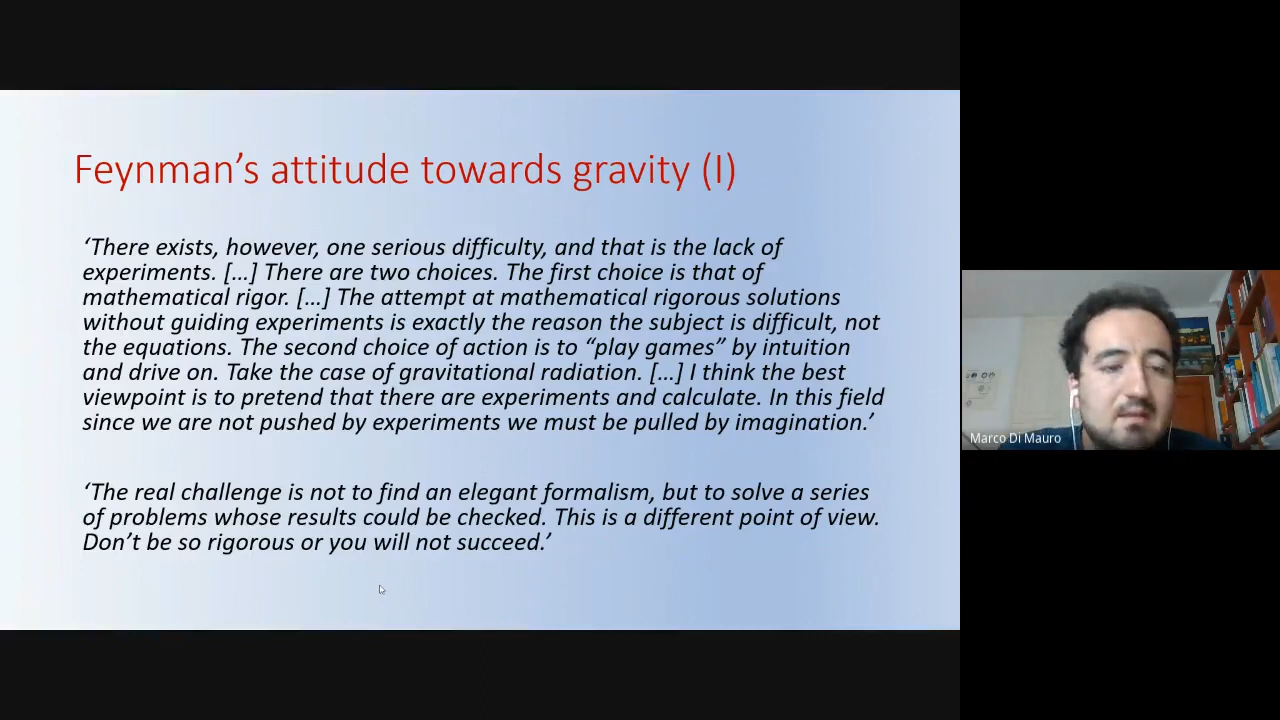 Feynman’s attitude towards gravity (I)
‘There exists, however, one serious difficulty, and that is the lack of
experiments. […] There are two choices. The first choice is that of
mathematical rigor. […] The attempt at mathematical rigorous solutions
without guiding experiments is exactly the reason the subject is difficult, not
the equations. The second choice of action is to “play games” by intuition
and drive on. Take the case of gravitational radiation. […] I think the best
viewpoint is to pretend that there are experiments and calculate. In this field
since we are not pushed by experiments we must be pulled by imagination.’
‘The real challenge is not to find an elegant formalism, but to solve a series
of problems whose results could be checked. This is a different point of view.
Don’t be so rigorous or you will not succeed.’
Marco Di Mauro